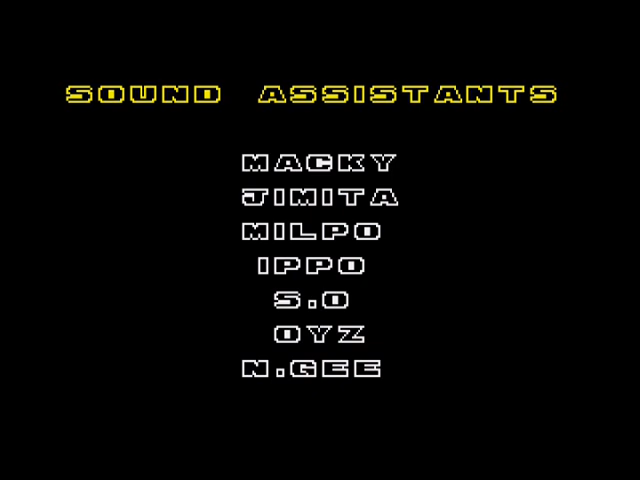 SOUND ASSISTANTS
MACKY
JIMITA
MILPO
IPPO
S.O
OYZ
N.GEE